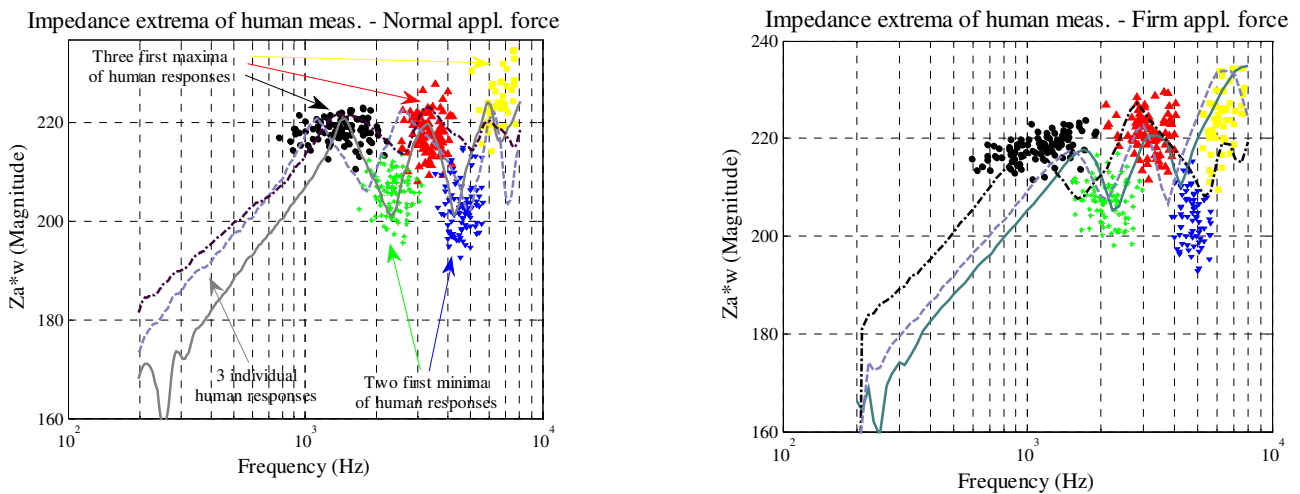 Impedance extrema of human meas. - Normal appl. force
Three first maxima
of human responses
220
200
180
160
Za*w (Magnitude)
3 individual
human responses
Two first minima
of human responses
10^2
10^3
10^4
Frequency (Hz)
Impedance extrema of human meas. - Firm appl. force
240
220
200
180
160
Za*w (Magnitude)
10^2
10^3
10^4
Frequency (Hz)